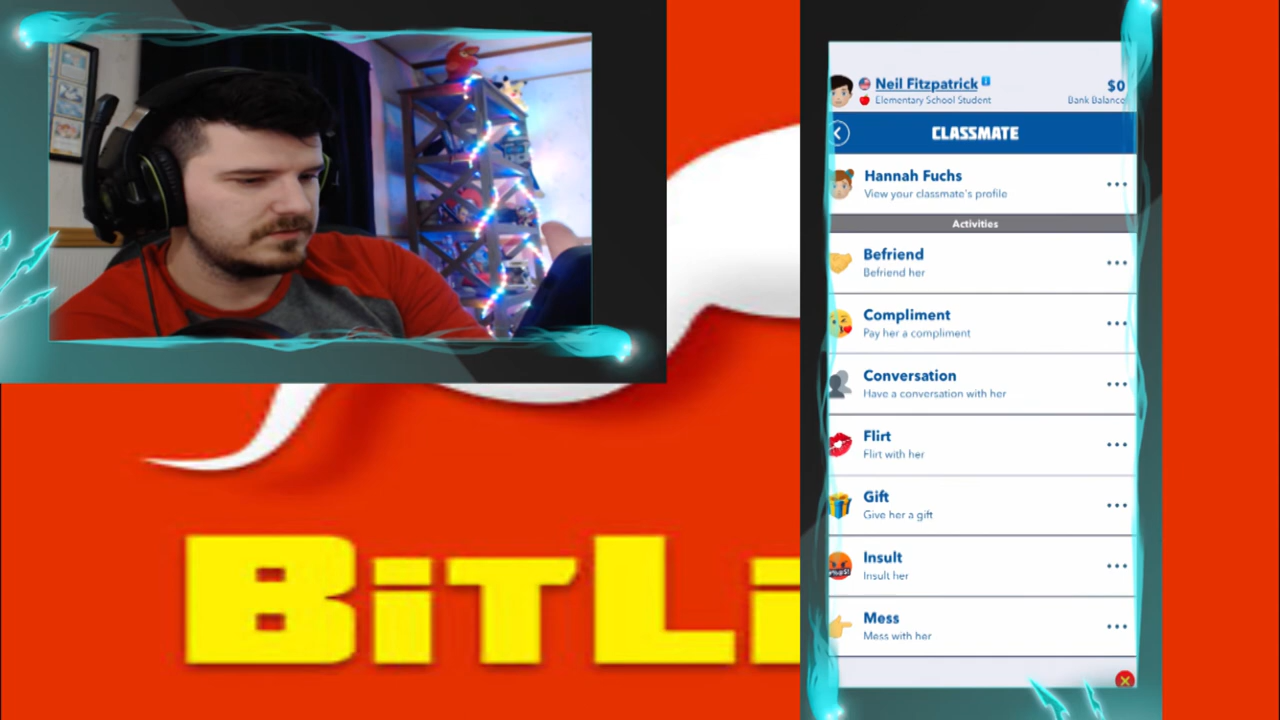 Neil Fitzpatrick
Elementary School Student
$0
Bank Balance
CLASSMATE
Hannah Fuchs
View your classmate's profile
Activities
Befriend
Befriend her
Compliment
Pay her a compliment
Conversation
Have a conversation with her
Flirt
Flirt with her
Gift
Give her a gift
Insult
Insult her
Mess
Mess with her
BiTLi